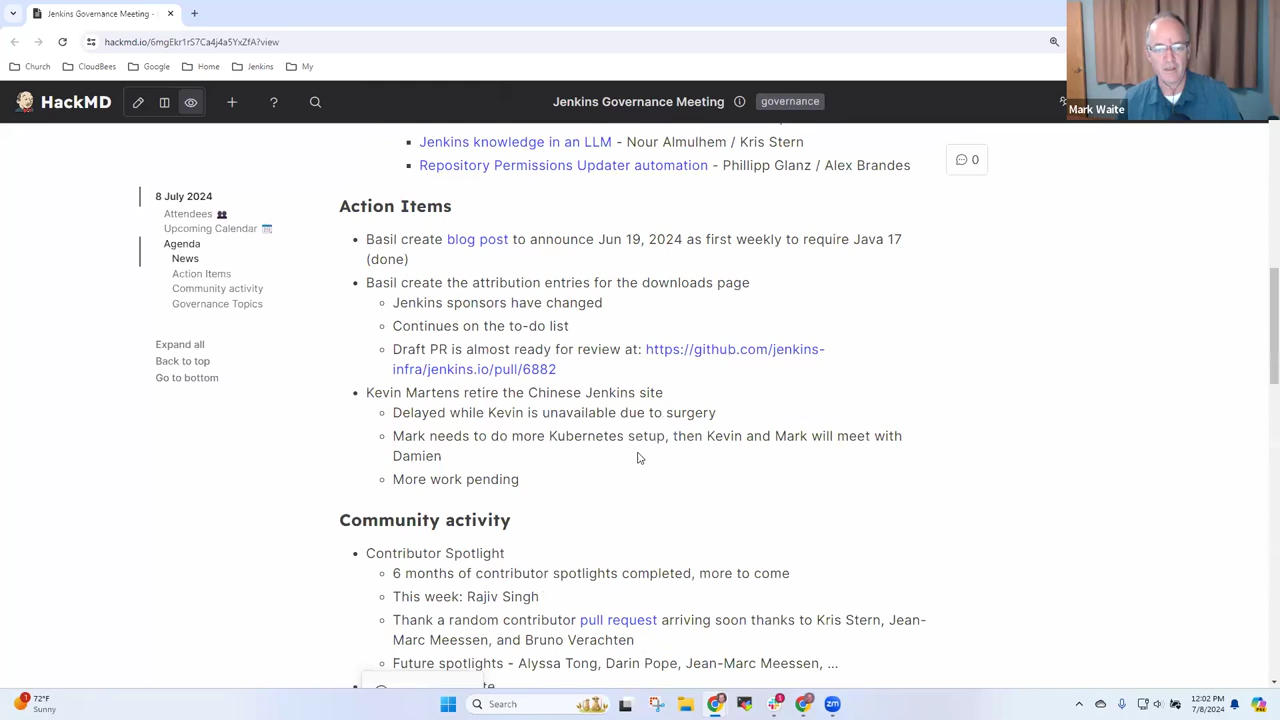 Jenkins Governance Meeting -
hackmd.io/6mgEkr1rS7Ca4j4a5YxZfA?view
Church
CloudBees
Google
Home
Jenkins
My
Mark Waite
HackMD
Jenkins Governance Meeting
governance
Jenkins knowledge in an LLM - Nour Almulhem / Kris Stern
Repository Permissions Updater automation - Phillipp Glanz / Alex Brandes
0
8 July 2024
Attendees
Upcoming Calendar
Agenda
News
Action Items
Community activity
Governance Topics
Expand all
Back to top
Go to bottom
Action Items
Basil create blog post to announce Jun 19, 2024 as first weekly to require Java 17
(done)
Basil create the attribution entries for the downloads page
Jenkins sponsors have changed
Continues on the to-do list
Draft PR is almost ready for review at: https://github.com/jenkins-
infra/jenkins.io/pull/6882
Kevin Martens retire the Chinese Jenkins site
Delayed while Kevin is unavailable due to surgery
Mark needs to do more Kubernetes setup, then Kevin and Mark will meet with
Damien
More work pending
Community activity
Contributor Spotlight
6 months of contributor spotlights completed, more to come
This week: Rajiv Singh
Thank a random contributor pull request arriving soon thanks to Kris Stern, Jean-
Marc Meessen, and Bruno Verachten
Future spotlights - Alyssa Tong, Darin Pope, Jean-Marc Meessen, ...
72°F
Sunny
Search
12:02 PM
7/8/2024